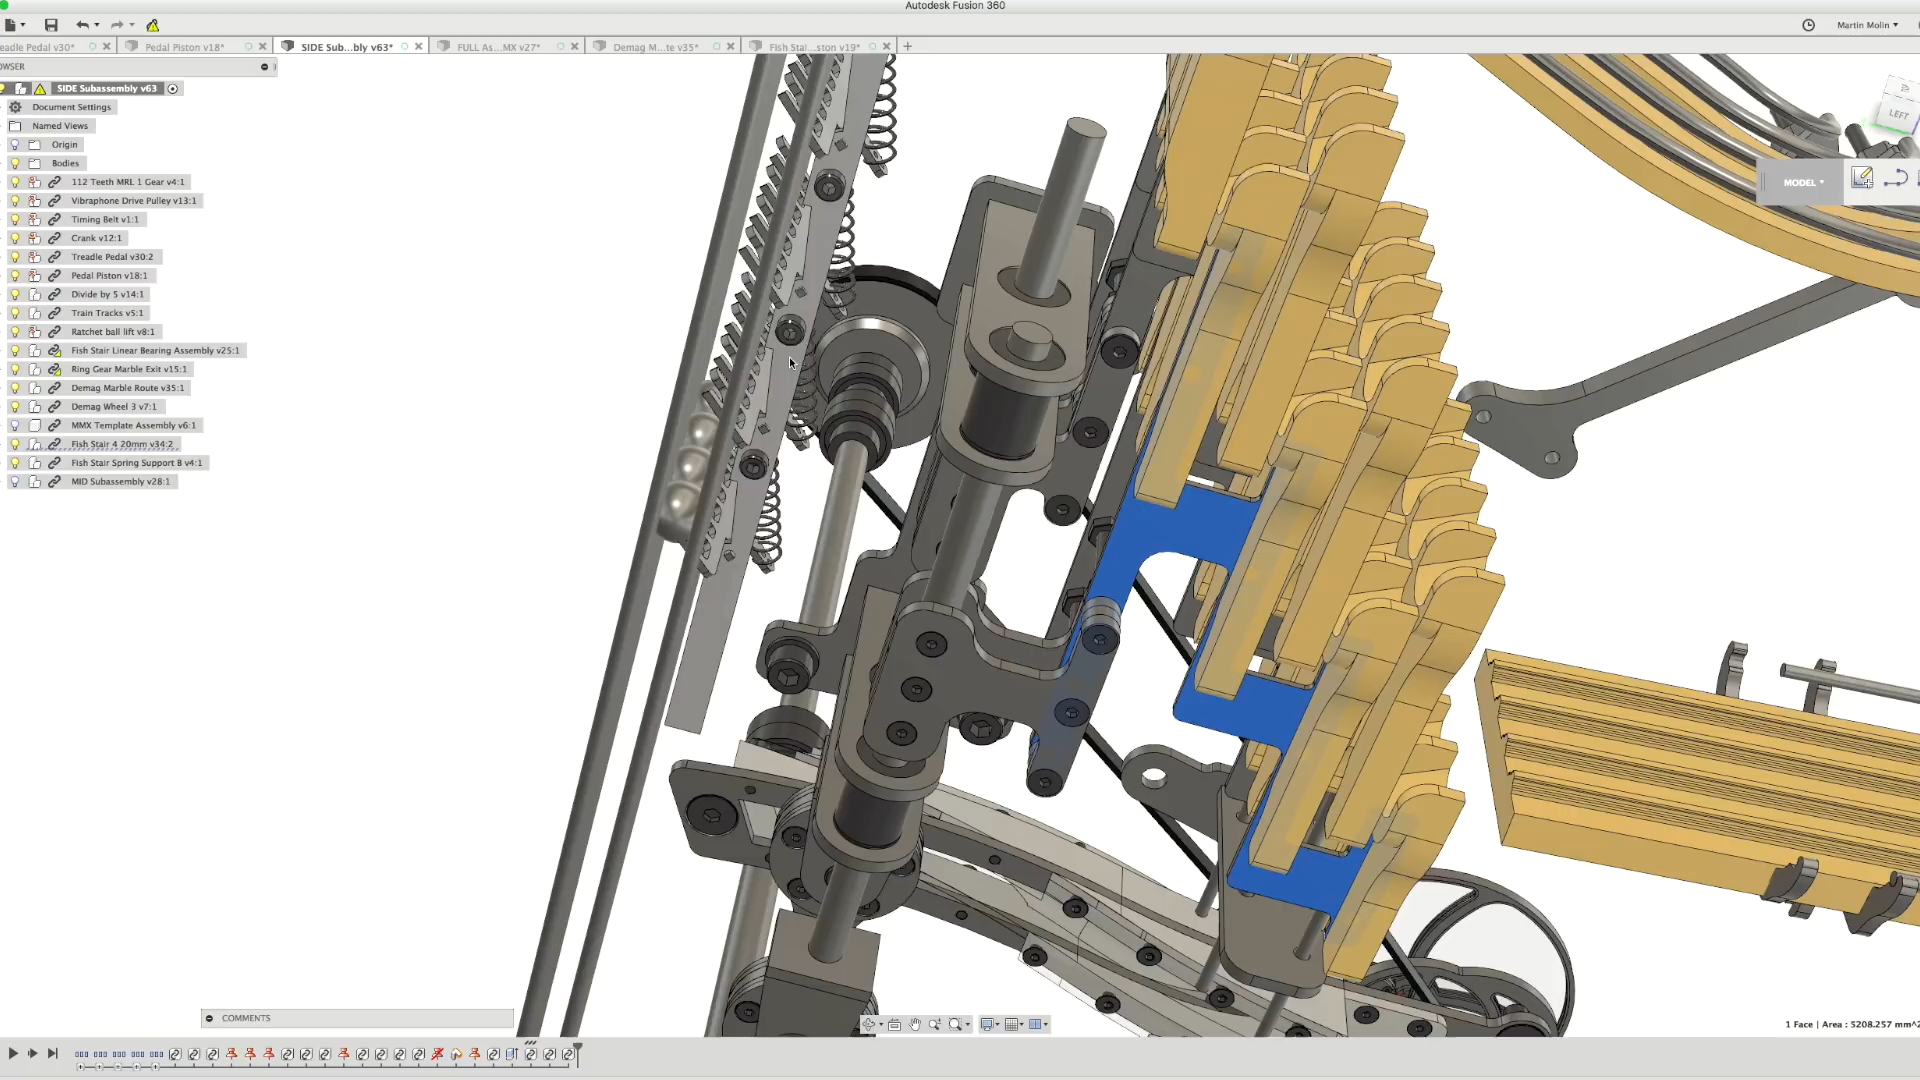 Autodesk Fusion 360
Martin Molin
eadle Pedal v30*
Pedal Piston v18*
SIDE Sub...bly v63*
FULL As...MX v27*
Demag M...te v35*
Fish Stai...ston v19*
OWSER
SIDE Subassembly v63
Document Settings
Named Views
Origin
Bodies
112 Teeth MRL 1 Gear v4:1
Vibraphone Drive Pulley v13:1
Timing Belt v1:1
Crank v12:1
Treadle Pedal v30:2
Pedal Piston v18:1
Divide by 5 v14:1
Train Tracks v5:1
Ratchet ball lift v8:1
Fish Stair Linear Bearing Assembly v25:1
Ring Gear Marble Exit v15:1
Demag Marble Route v35:1
Demag Wheel 3 v7:1
MMX Template Assembly v6:1
Fish Stair 4 20mm v34:2
Fish Stair Spring Support B v4:1
MID Subassembly v28:1
LEFT
MODEL
COMMENTS
1 Face | Area : 5208.257 mm^2